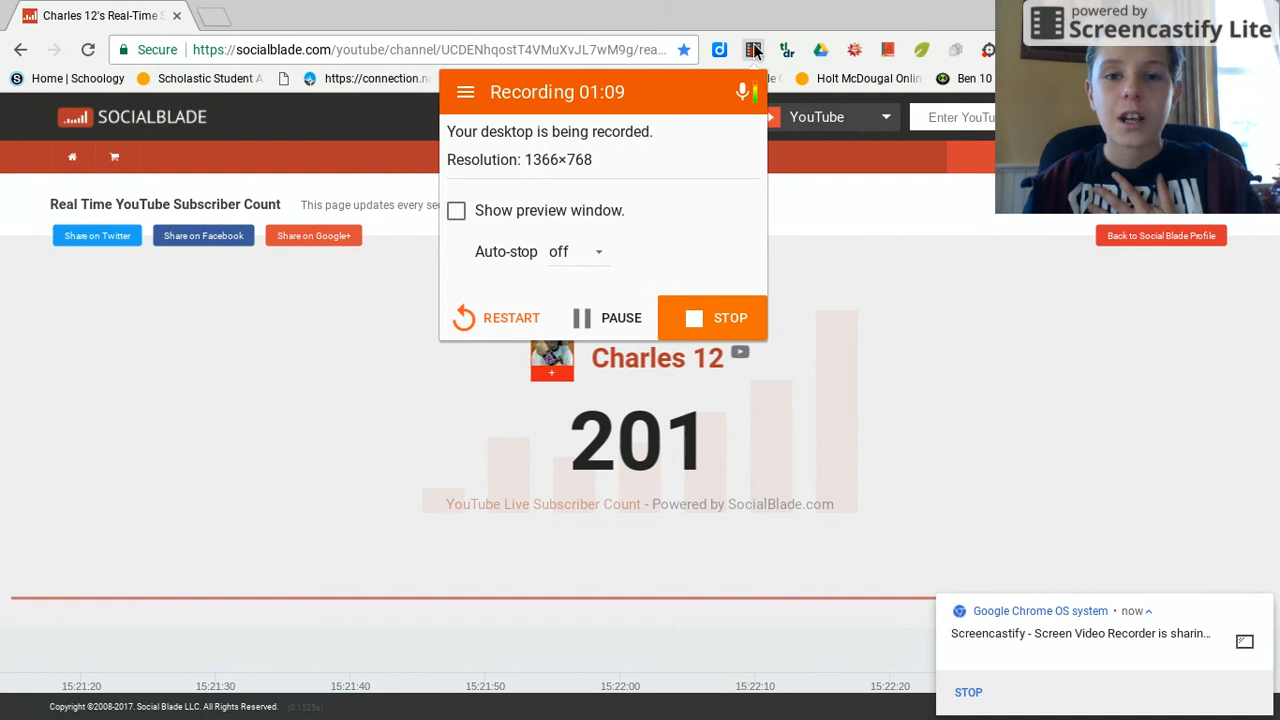 Charles 12's Real-Time S
powered by
Screencastify Lite
Secure
https://socialblade.com/youtube/channel/UCDENhqostT4VMuXvJL7wM9g/rea...
Home | Schoology
Scholastic Student A
https://connection.n
Holt McDougal Onlin
Ben 10
Recording 01:09
Your desktop is being recorded.
Resolution: 1366×768
Show preview window.
Auto-stop off
RESTART
PAUSE
STOP
SOCIALBLADE
YouTube
Enter YouTu
Real Time YouTube Subscriber Count
This page updates every
Share on Twitter
Share on Facebook
Share on Google+
Back to Social Blade Profile
Charles 12
+
201
YouTube Live Subscriber Count - Powered by SocialBlade.com
Google Chrome OS system • now
Screencastify - Screen Video Recorder is sharin...
STOP
15:21:20
15:21:30
15:21:40
15:21:50
15:22:00
15:22:10
15:22:20
Copyright ©2008-2017. Social Blade LLC. All Rights Reserved.